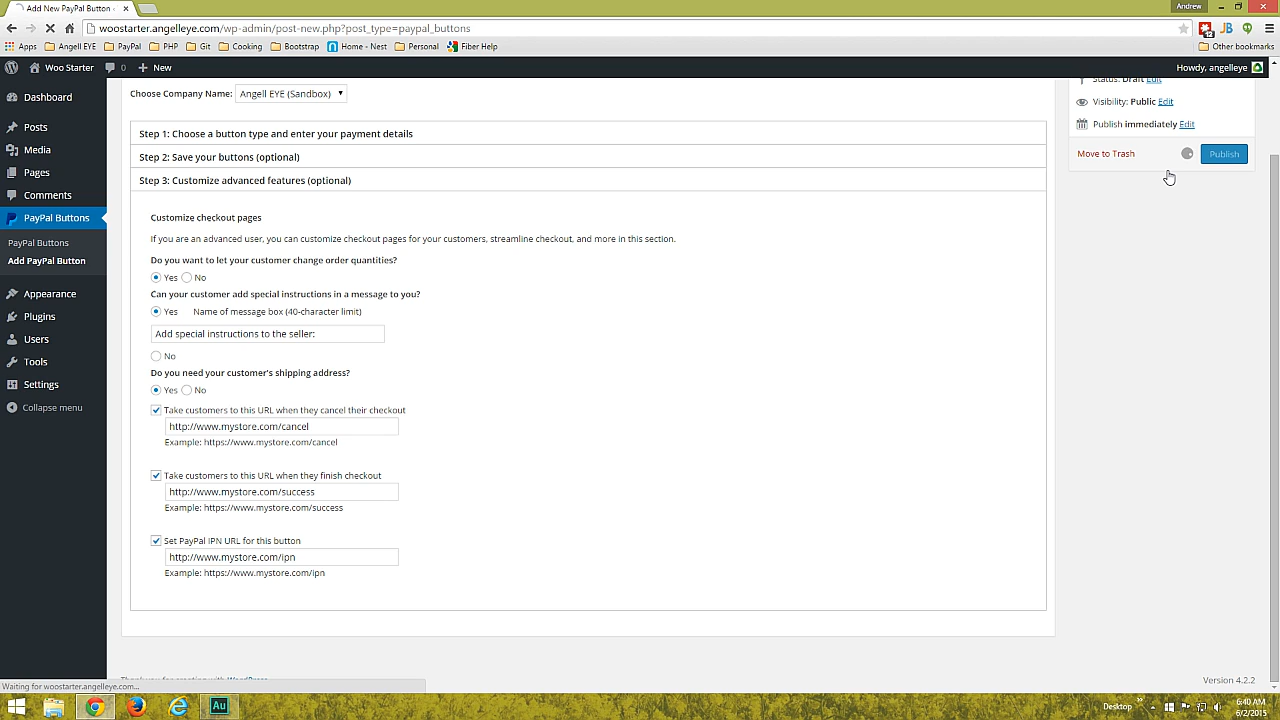 Add New PayPal Button ‹
Andrew
woostarter.angelleye.com/wp-admin/post-new.php?post_type=paypal_buttons
12
JB
Apps Angell EYE PayPal PHP Git Cooking Bootstrap Home - Nest Personal Fiber Help Other bookmarks
Woo Starter 0 New Howdy, angelleye
Dashboard
Posts
Media
Pages
Comments
PayPal Buttons
PayPal Buttons
Add PayPal Button
Appearance
Plugins
Users
Tools
Settings
Collapse menu
Choose Company Name: Angell EYE (Sandbox)
Step 1: Choose a button type and enter your payment details
Step 2: Save your buttons (optional)
Step 3: Customize advanced features (optional)
Customize checkout pages
If you are an advanced user, you can customize checkout pages for your customers, streamline checkout, and more in this section.
Do you want to let your customer change order quantities?
Yes No
Can your customer add special instructions in a message to you?
Yes Name of message box (40-character limit)
Add special instructions to the seller:
No
Do you need your customer's shipping address?
Yes No
Take customers to this URL when they cancel their checkout
http://www.mystore.com/cancel
Example: https://www.mystore.com/cancel
Take customers to this URL when they finish checkout
http://www.mystore.com/success
Example: https://www.mystore.com/success
Set PayPal IPN URL for this button
http://www.mystore.com/ipn
Example: https://www.mystore.com/ipn
Status: Draft Edit
Visibility: Public Edit
Publish immediately Edit
Move to Trash Publish
Thank you for creating with WordPress
Version 4.2.2
Waiting for woostarter.angelleye.com...
Au
Desktop
6:40 AM
6/2/2015